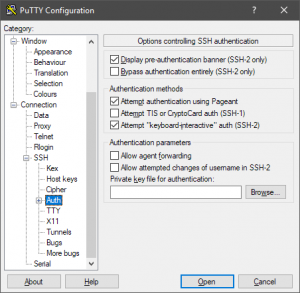 PuTTY Configuration
Category:
Window
Appearance
Behaviour
Translation
Selection
Colours
Connection
Data
Proxy
Telnet
Rlogin
SSH
Kex
Host keys
Cipher
Auth
TTY
X11
Tunnels
Bugs
More bugs
Serial
Options controlling SSH authentication
Display pre-authentication banner (SSH-2 only)
Bypass authentication entirely (SSH-2 only)
Authentication methods
Attempt authentication using Pageant
Attempt TIS or CryptoCard auth (SSH-1)
Attempt "keyboard-interactive" auth (SSH-2)
Authentication parameters
Allow agent forwarding
Allow attempted changes of username in SSH-2
Private key file for authentication:
Browse...
About
Help
Open
Cancel